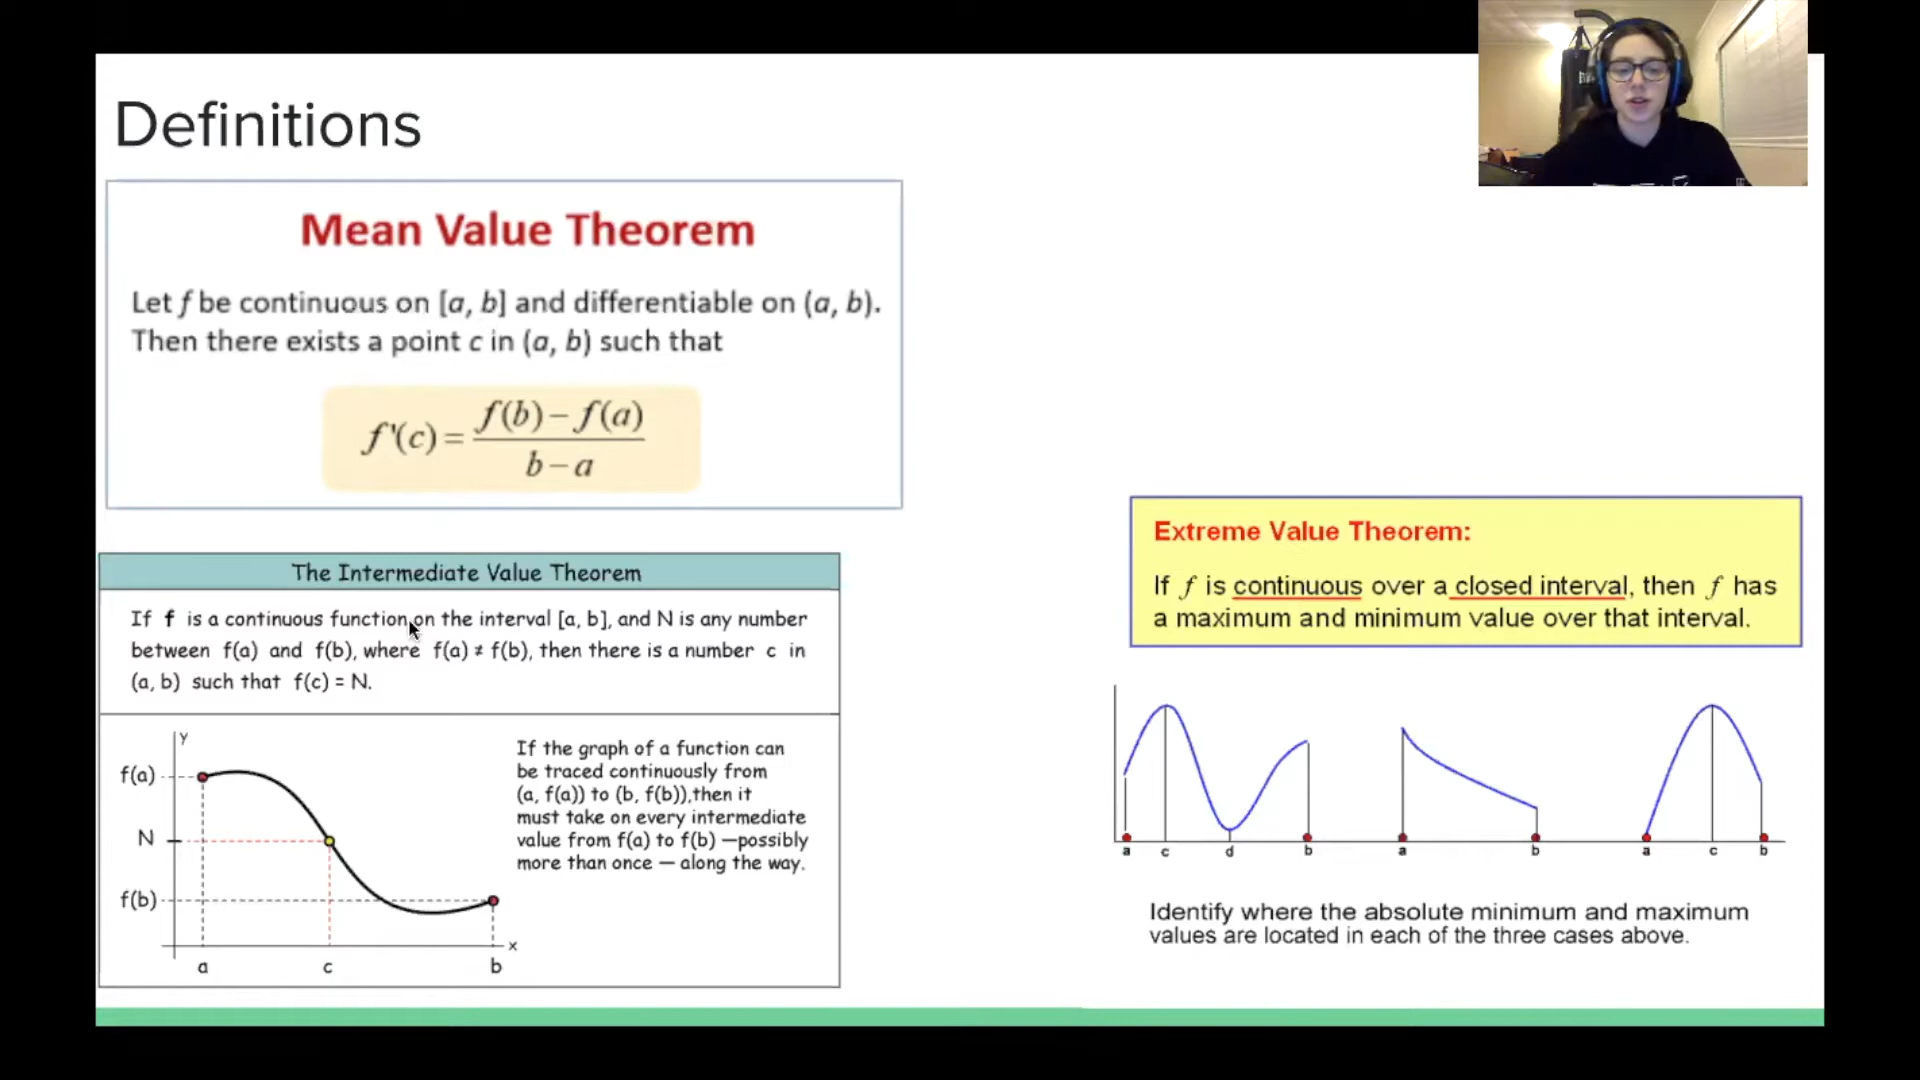 Definitions
Mean Value Theorem
Let f be continuous on [a, b] and differentiable on (a, b).
Then there exists a point c in (a, b) such that
f'(c) = \frac{f(b) – f(a)}{b – a}
The Intermediate Value Theorem
If f is a continuous function on the interval [a, b], and N is any number
between f(a) and f(b), where f(a) ≠ f(b), then there is a number c in
(a, b) such that f(c) = N.
y
f(a)
N
f(b)
x
a c b
If the graph of a function can
be traced continuously from
(a, f(a)) to (b, f(b)),then it
must take on every intermediate
value from f(a) to f(b) —possibly
more than once — along the way.
Extreme Value Theorem:
If f is continuous over a closed interval, then f has
a maximum and minimum value over that interval.
a c d b a b a c b
Identify where the absolute minimum and maximum
values are located in each of the three cases above.